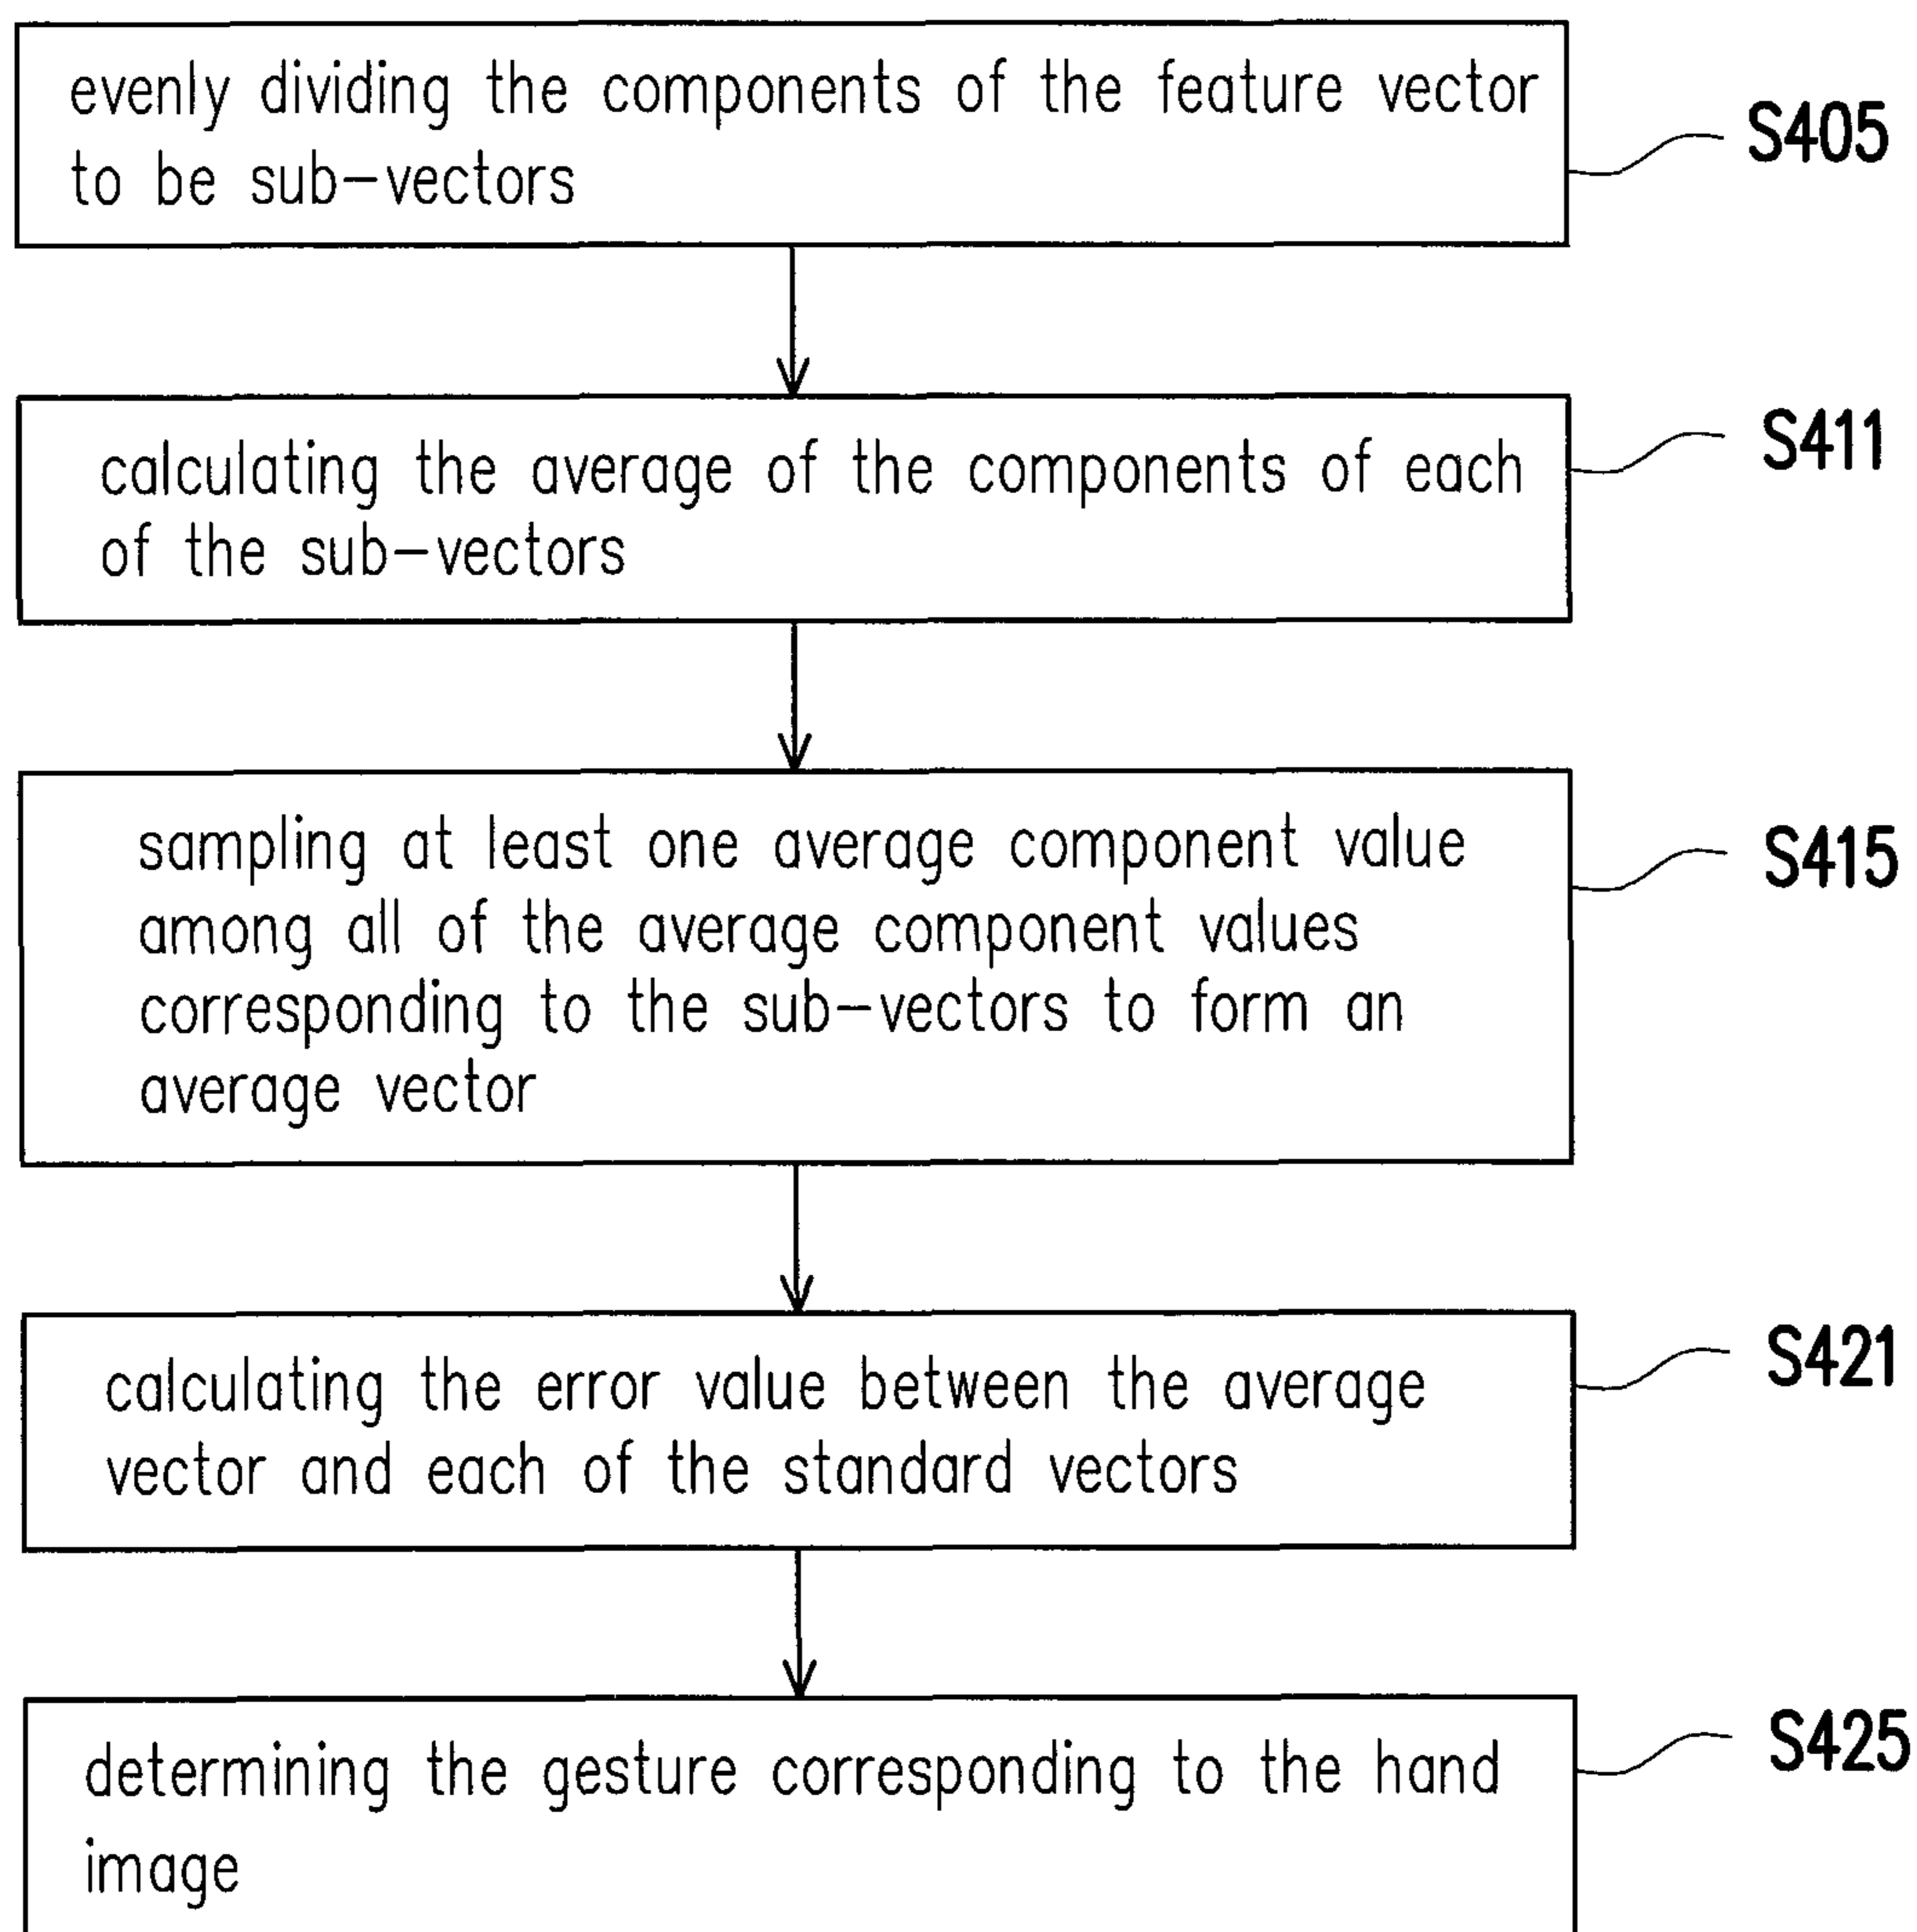 evenly dividing the components of the feature vector
to be sub-vectors
S405
calculating the average of the components of each
of the sub-vectors
S411
sampling at least one average component value
among all of the average component values
corresponding to the sub-vectors to form an
average vector
S415
calculating the error value between the average
vector and each of the standard vectors
S421
determining the gesture corresponding to the hand
image
S425